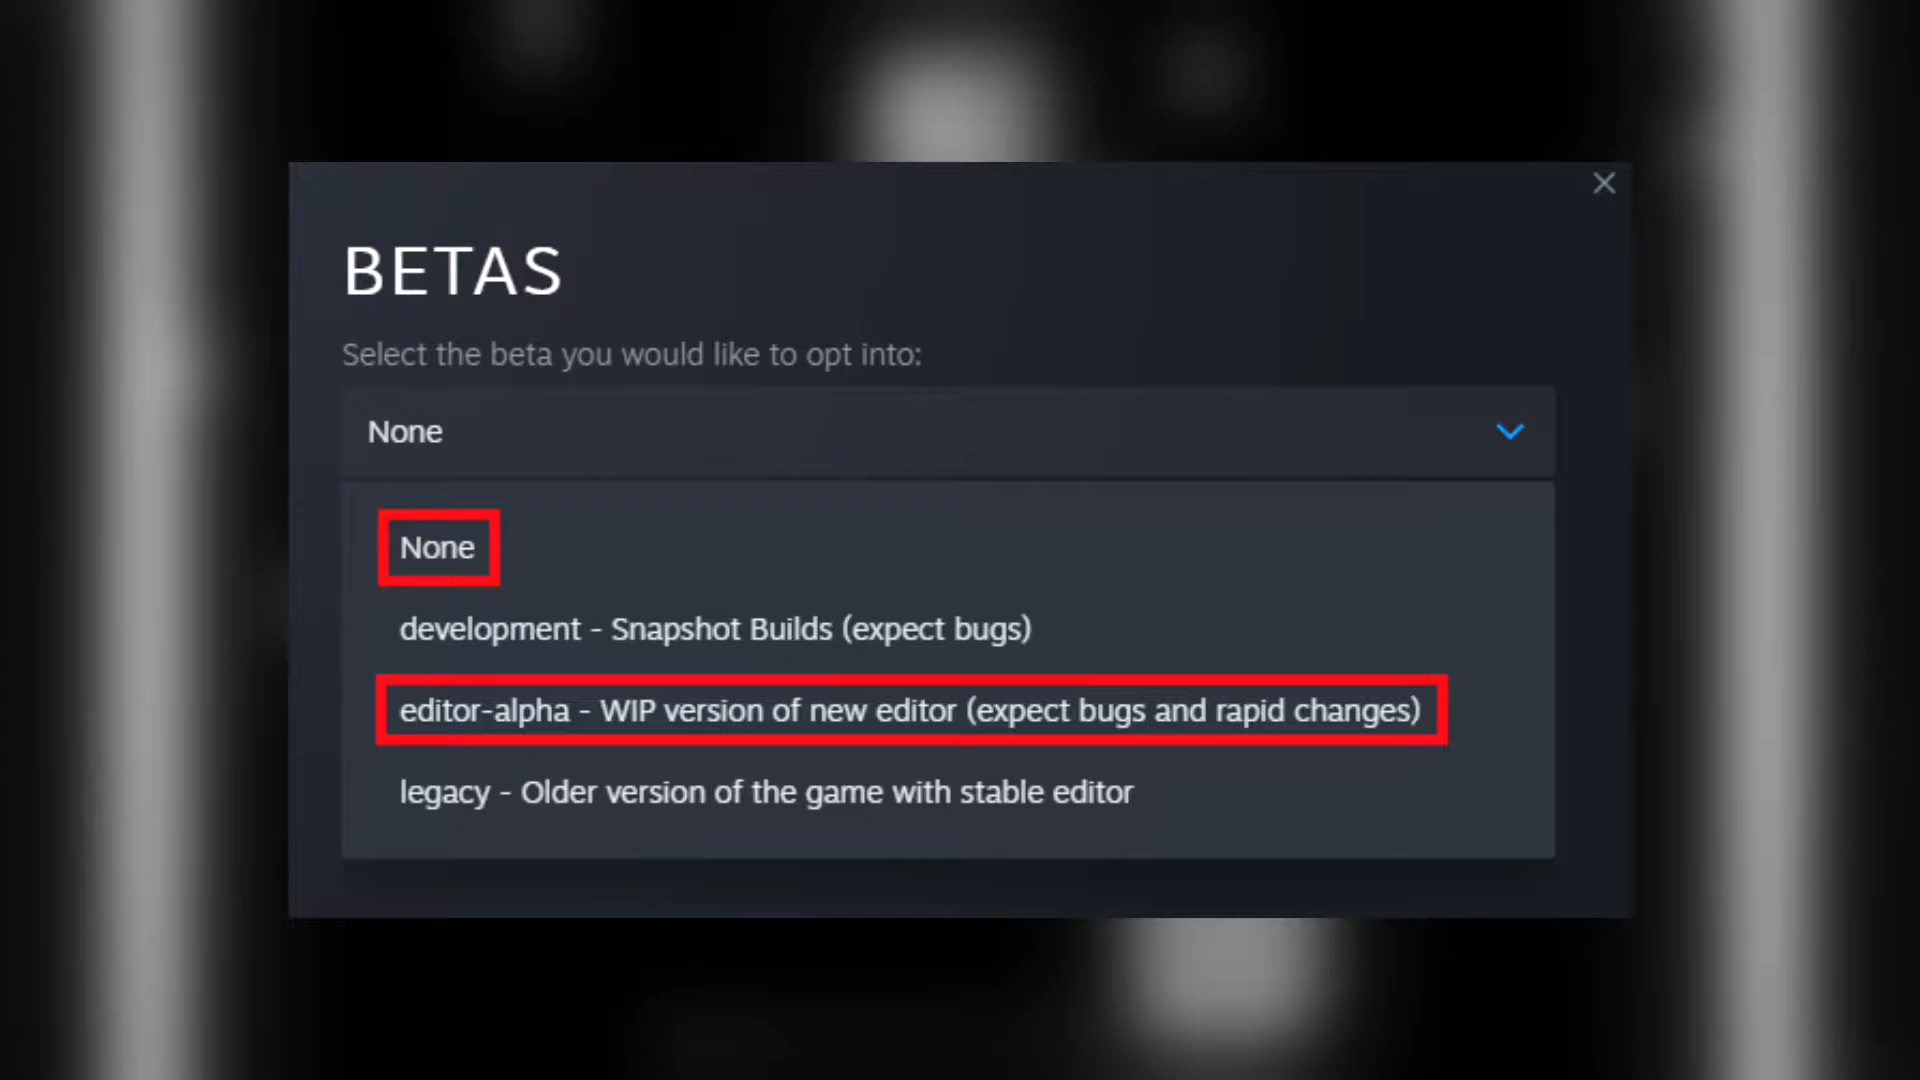 BETAS
Select the beta you would like to opt into:
None
None
development - Snapshot Builds (expect bugs)
editor-alpha - WIP version of new editor (expect bugs and rapid changes)
legacy - Older version of the game with stable editor